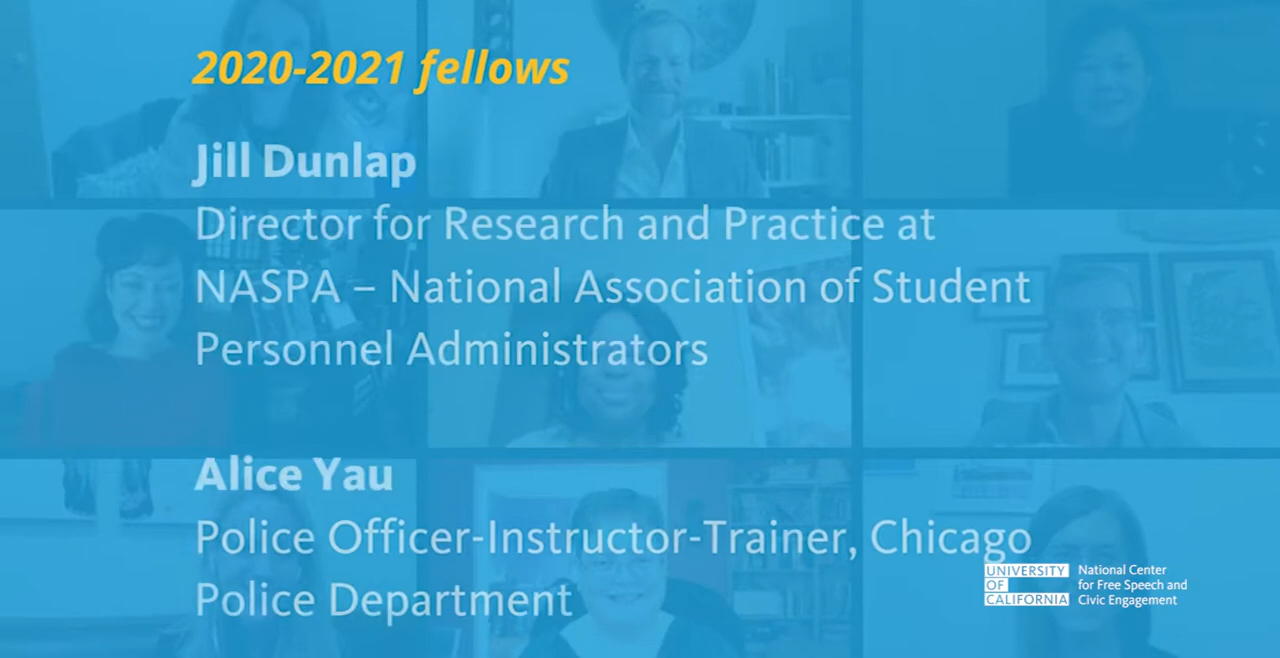 2020-2021 fellows
Jill Dunlap
Director for Research and Practice at
NASPA – National Association of Student
Personnel Administrators
Alice Yau
Police Officer-Instructor-Trainer, Chicago
Police Department
UNIVERSITY
OF
CALIFORNIA
National Center
for Free Speech and
Civic Engagement